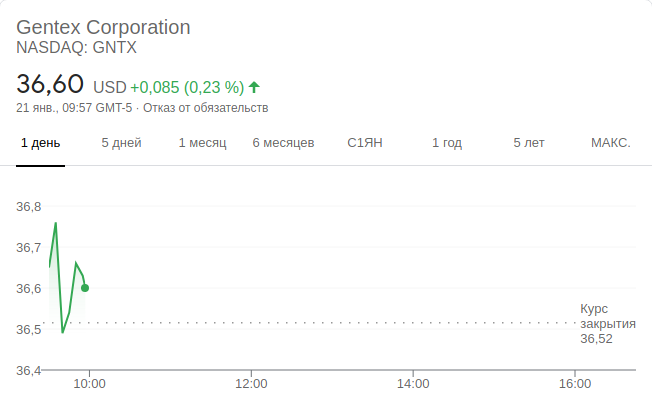 Gentex Corporation
NASDAQ: GNTX
36,60 USD +0,085 (0,23 %)
21 янв., 09:57 GMT-5 · Отказ от обязательств
1 день 5 дней 1 месяц 6 месяцев С1ЯН 1 год 5 лет МАКС.
36,8
36,7
36,6
36,5
36,4
Курс
закрытия
36,52
10:00 12:00 14:00 16:00